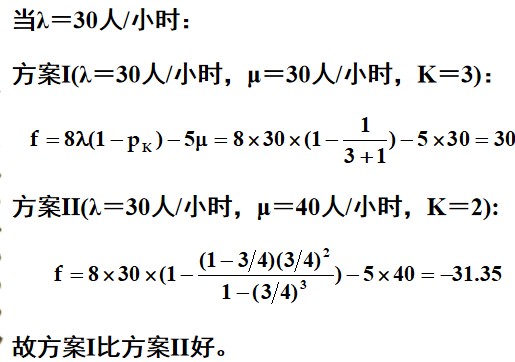 当λ＝30人/小时：
方案I(λ＝30人/小时，μ＝30人/小时，K＝3)：
f = 8λ(1 − p_K) − 5μ = 8 × 30 × (1 − \frac{1}{3 + 1}) − 5 × 30 = 30
方案II(λ＝30人/小时，μ＝40人/小时，K＝2)：
f = 8 × 30 × (1 − \frac{(1 − 3/4)(3/4)^2}{1 − (3/4)^3}) − 5 × 40 = −31.35
故方案I比方案II好。